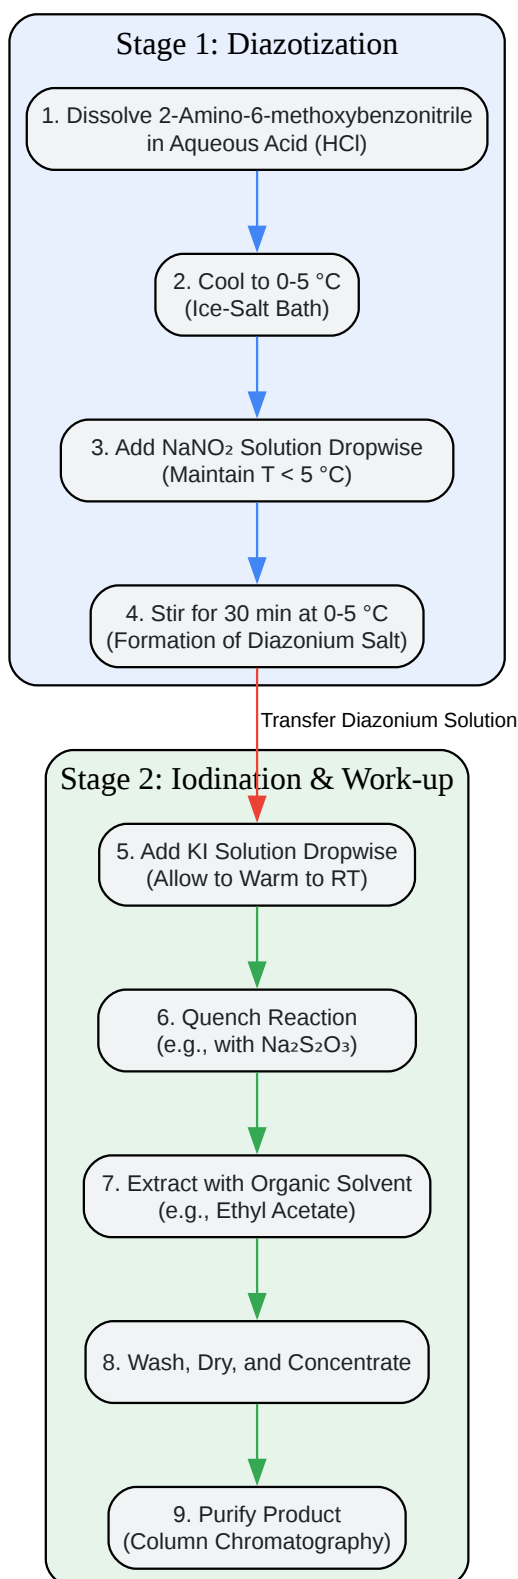 Stage 1: Diazotization
1. Dissolve 2-Amino-6-methoxybenzonitrile
in Aqueous Acid (HCl)
2. Cool to 0-5 °C
(Ice-Salt Bath)
3. Add NaNO₂ Solution Dropwise
(Maintain T < 5 °C)
4. Stir for 30 min at 0-5 °C
(Formation of Diazonium Salt)
Transfer Diazonium Solution
Stage 2: Iodination & Work-up
5. Add KI Solution Dropwise
(Allow to Warm to RT)
6. Quench Reaction
(e.g., with Na₂S₂O₃)
7. Extract with Organic Solvent
(e.g., Ethyl Acetate)
8. Wash, Dry, and Concentrate
9. Purify Product
(Column Chromatography)